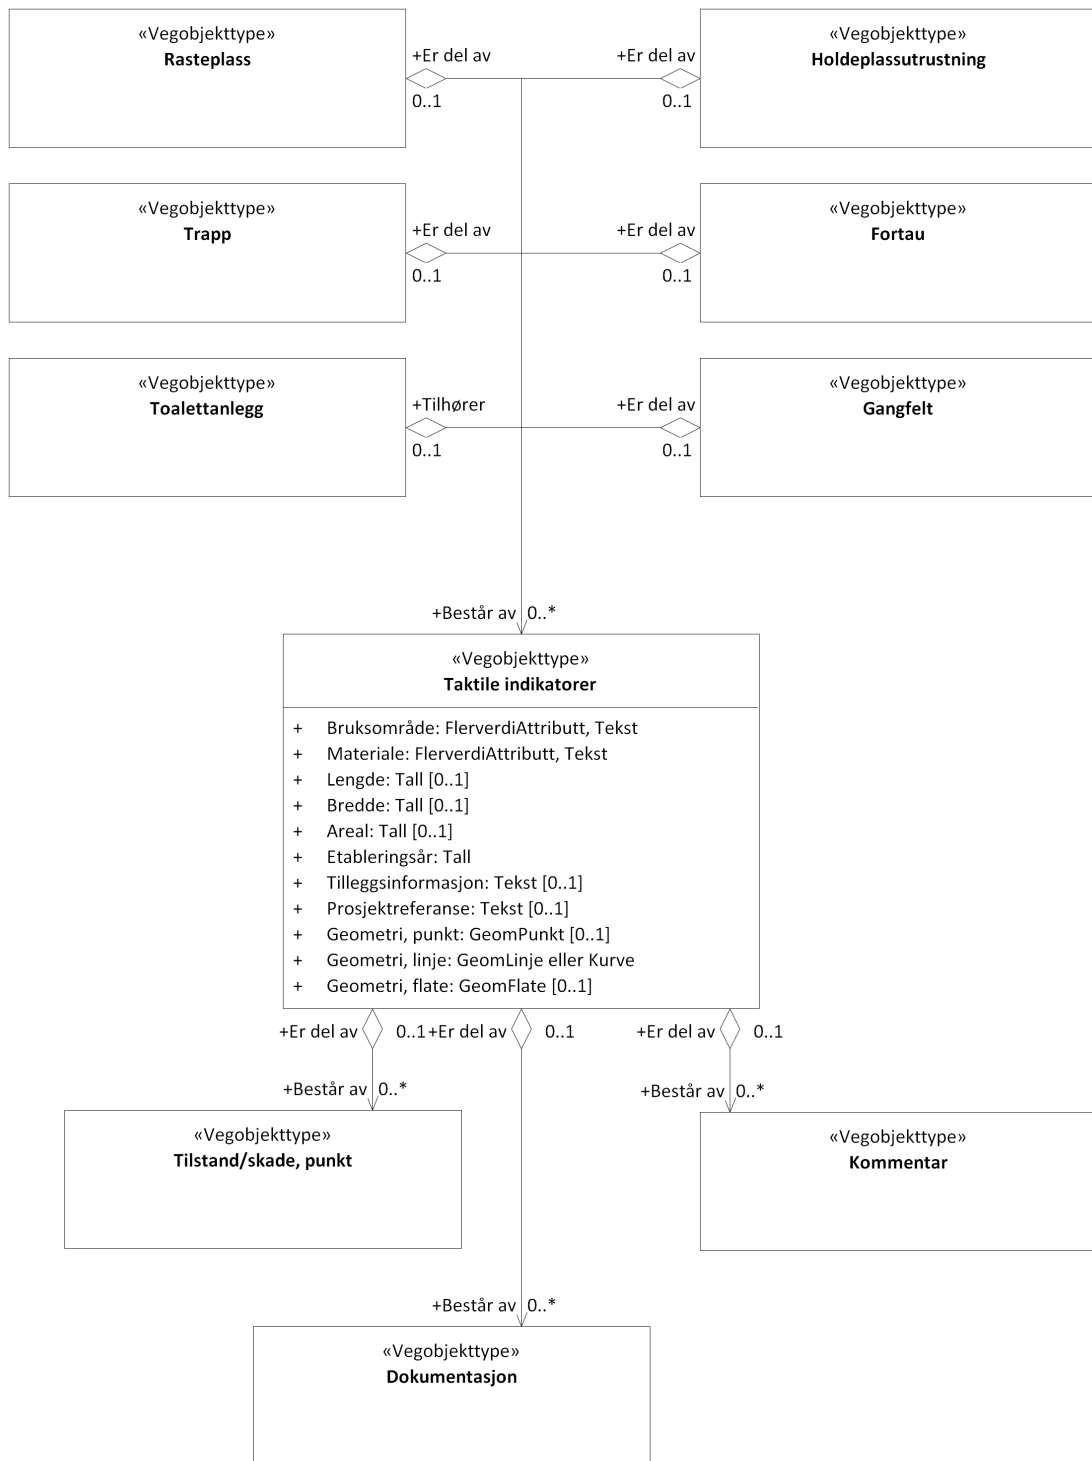 «Vegobjekttype»
Rasteplass
+Er del av
0..1
+Er del av
0..1
«Vegobjekttype»
Holdeplassutrustning
«Vegobjekttype»
Trapp
+Er del av
0..1
+Er del av
0..1
«Vegobjekttype»
Fortau
«Vegobjekttype»
Toalettanlegg
+Tilhører
0..1
+Er del av
0..1
«Vegobjekttype»
Gangfelt
+Består av 0..*
«Vegobjekttype»
Taktile indikatorer
+ Bruksområde: FlerverdiAttributt, Tekst
+ Materiale: FlerverdiAttributt, Tekst
+ Lengde: Tall [0..1]
+ Bredde: Tall [0..1]
+ Areal: Tall [0..1]
+ Etableringsår: Tall
+ Tilleggsinformasjon: Tekst [0..1]
+ Prosjektreferanse: Tekst [0..1]
+ Geometri, punkt: GeomPunkt [0..1]
+ Geometri, linje: GeomLinje eller Kurve
+ Geometri, flate: GeomFlate [0..1]
+Er del av 0..1
+Er del av 0..1
+Er del av 0..1
+Består av 0..*
+Består av 0..*
«Vegobjekttype»
Tilstand/skade, punkt
«Vegobjekttype»
Kommentar
+Består av 0..*
«Vegobjekttype»
Dokumentasjon